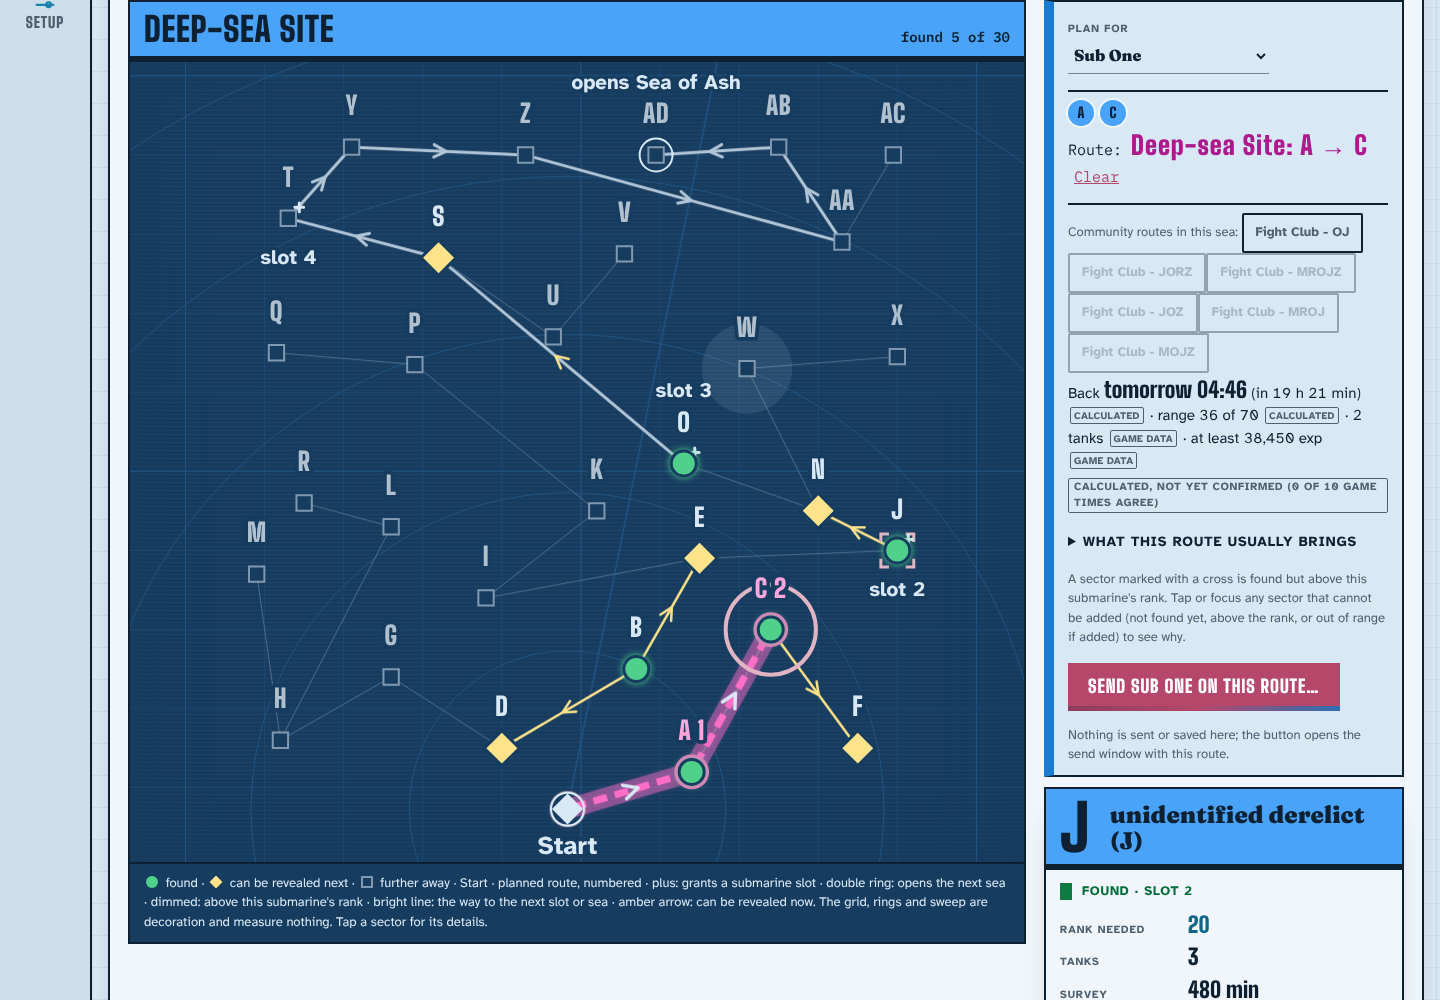 SETUP
DEEP-SEA SITE
found 5 of 30
opens Sea of Ash
Y
Z
AD
AB
AC
T
S
V
AA
slot 4
Q
P
U
W
X
slot 3
O
R
L
K
N
J
M
I
E
slot 2
C 2
G
B
H
D
A 1
F
Start
found · can be revealed next · further away · Start · planned route, numbered · plus: grants a submarine slot · double ring: opens the next sea
· dimmed: above this submarine's rank · bright line: the way to the next slot or sea · amber arrow: can be revealed now. The grid, rings and sweep are
decoration and measure nothing. Tap a sector for its details.
PLAN FOR
Sub One
A C
Route: Deep-sea Site: A → C
Clear
Community routes in this sea: Fight Club - OJ
Fight Club - JORZ Fight Club - MROJZ
Fight Club - JOZ Fight Club - MROJ
Fight Club - MOJZ
Back tomorrow 04:46 (in 19 h 21 min)
CALCULATED · range 36 of 70 CALCULATED · 2
tanks GAME DATA · at least 38,450 exp
GAME DATA
CALCULATED, NOT YET CONFIRMED (0 OF 10 GAME
TIMES AGREE)
▶ WHAT THIS ROUTE USUALLY BRINGS
A sector marked with a cross is found but above this
submarine's rank. Tap or focus any sector that cannot
be added (not found yet, above the rank, or out of range
if added) to see why.
SEND SUB ONE ON THIS ROUTE…
Nothing is sent or saved here; the button opens the
send window with this route.
J
unidentified derelict
(J)
FOUND · SLOT 2
RANK NEEDED 20
TANKS 3
SURVEY 480 min